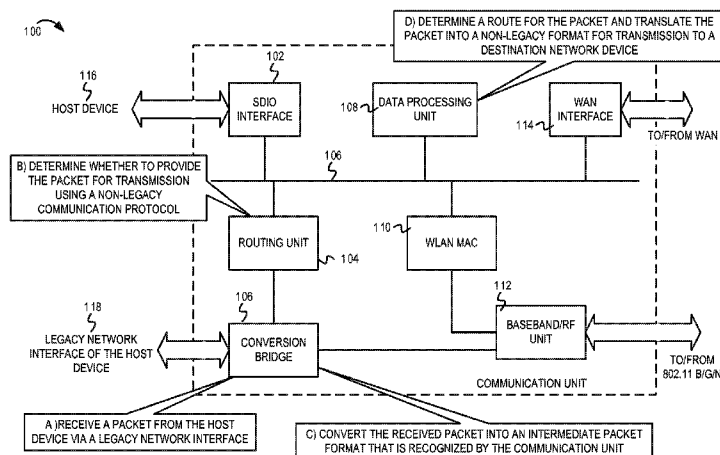 100
D) DETERMINE A ROUTE FOR THE PACKET AND TRANSLATE THE
PACKET INTO A NON-LEGACY FORMAT FOR TRANSMISSION TO A
DESTINATION NETWORK DEVICE
116
HOST DEVICE
102
SDIO
INTERFACE
108
DATA PROCESSING
UNIT
114
WAN
INTERFACE
TO/FROM WAN
106
B) DETERMINE WHETHER TO PROVIDE
THE PACKET FOR TRANSMISSION
USING A NON-LEGACY
COMMUNICATION PROTOCOL
ROUTING UNIT
104
110
WLAN MAC
118
LEGACY NETWORK
INTERFACE OF THE HOST
DEVICE
106
CONVERSION
BRIDGE
112
BASEBAND/RF
UNIT
TO/FROM
802.11 B/G/N
COMMUNICATION UNIT
A )RECEIVE A PACKET FROM THE HOST
DEVICE VIA A LEGACY NETWORK INTERFACE
C) CONVERT THE RECEIVED PACKET INTO AN INTERMEDIATE PACKET
FORMAT THAT IS RECOGNIZED BY THE COMMUNICATION UNIT